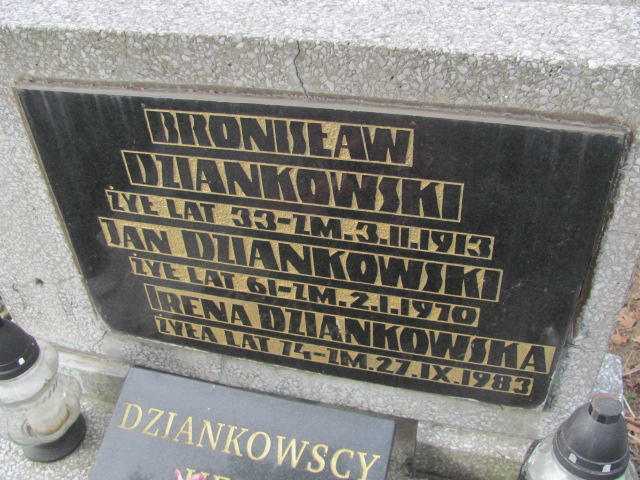 BRONISŁAW
DZIANKOWSKI
ŻYŁ LAT 33-ZM.3.II.1913
JAN DZIANKOWSKI
ŻYŁ LAT 61-ZM.2.I.1970
IRENA DZIANKOWSKA
ŻYŁA LAT 74-ZM.27.IX.1983
DZIANKOWSCY